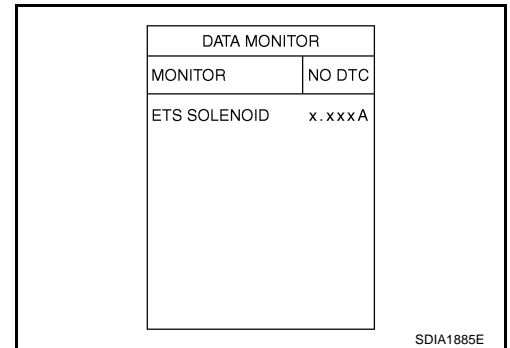 DATA MONITOR
MONITOR NO DTC
ETS SOLENOID x.xxxA
SDIA1885E